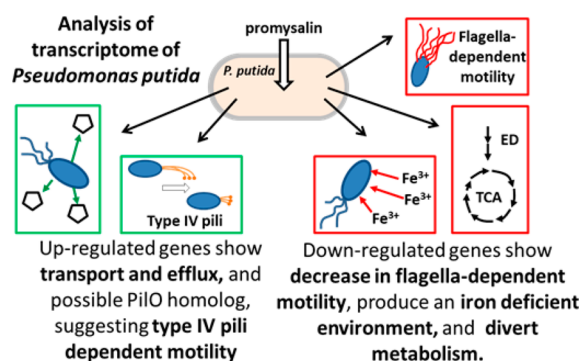 Analysis of
transcriptome of
Pseudomonas putida
promysalin
P. putida
Flagella-
dependent
motility
Type IV pili
Fe3+
Fe3+
Fe3+
ED
TCA
Up-regulated genes show
transport and efflux, and
possible PilO homolog,
suggesting type IV pili
dependent motility
Down-regulated genes show
decrease in flagella-dependent
motility, produce an iron deficient
environment, and divert
metabolism.